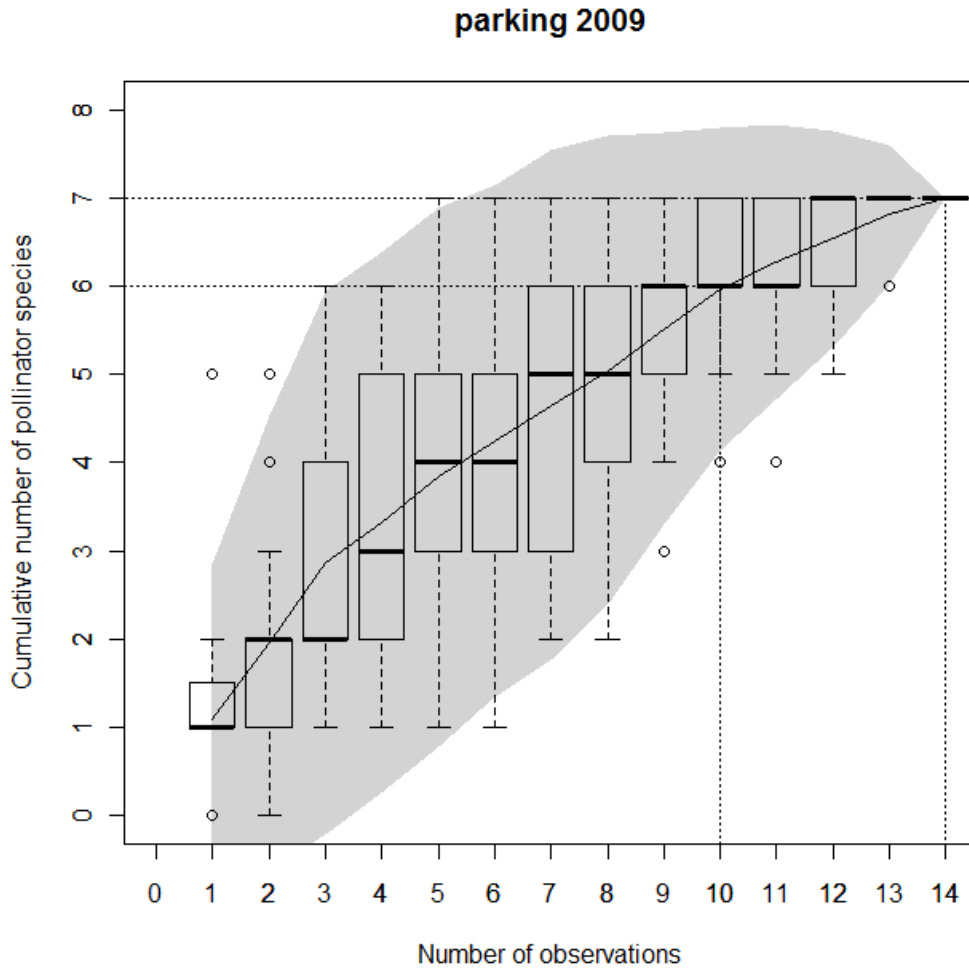 parking 2009
Cumulative number of pollinator species
8
7
6
5
4
3
2
1
0
0 1 2 3 4 5 6 7 8 9 10 11 12 13 14
Number of observations